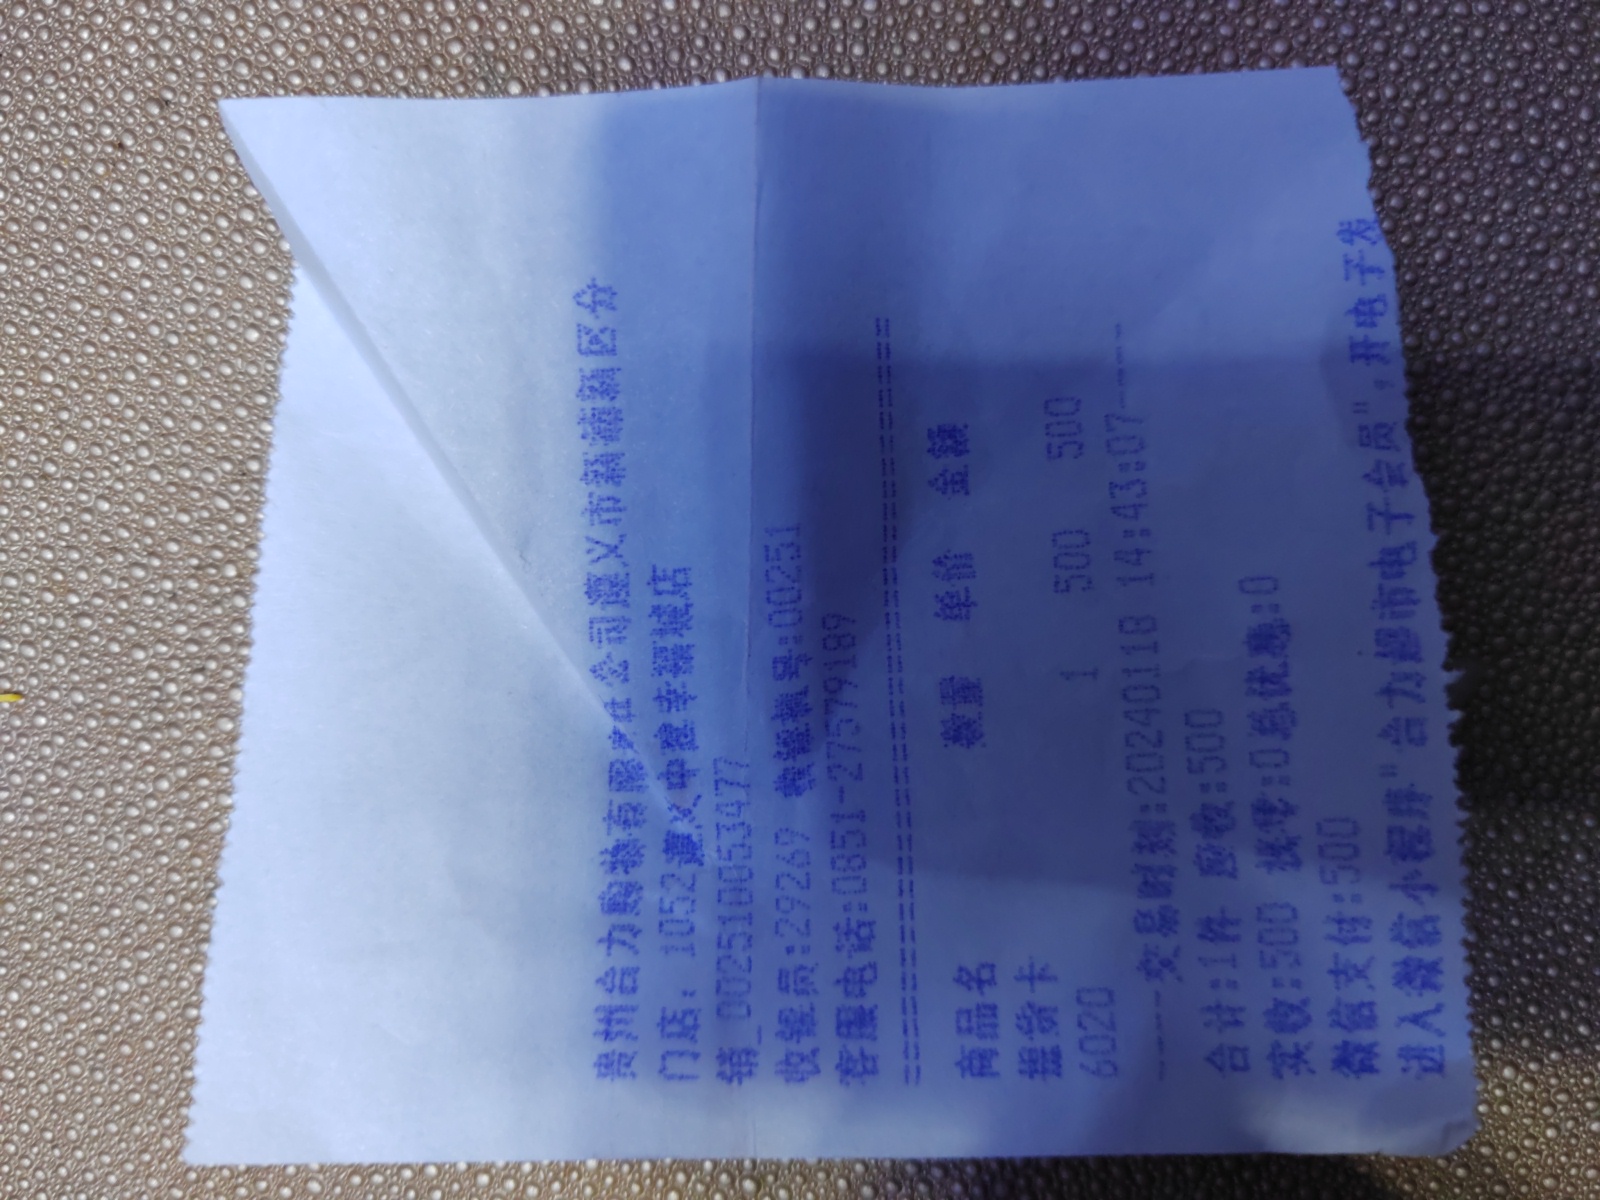 贵州合力购物有限责任公司遵义市新蒲新区分
门店：1052遵义中建幸福城店
销_002510053477
收银员:29269 收银机号:00251
客服电话:0851-27579189
========================================
商品名 数量 单价 金额
提货卡
6020 1 500 500
-----交易时刻:20240118 14:43:07-----
合计:1件 应收:500
实收:500 找零:0总优惠:0
微信支付:500
进入微信小程序"合力超市电子会员",开电子发